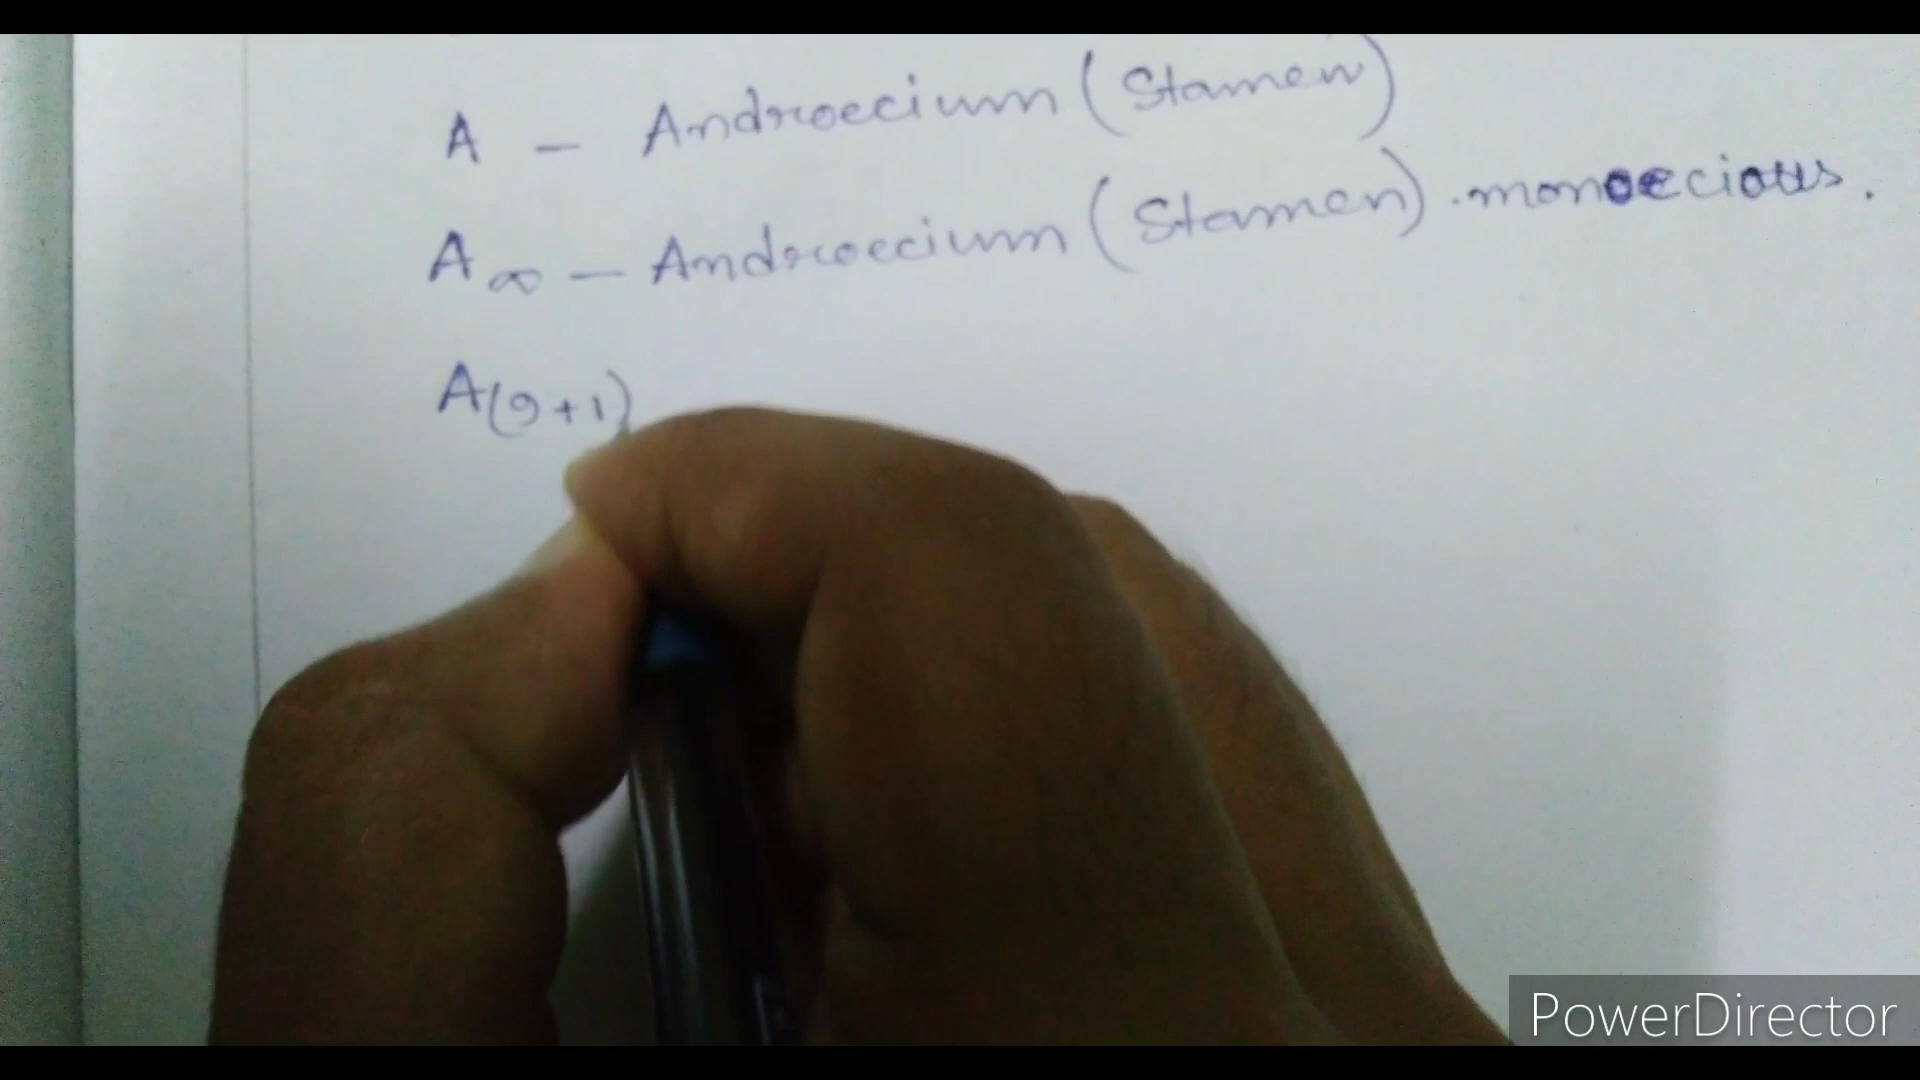 A - Androecium (Stamen)
A∞ - Androecium (Stamen) . monoecious.
A(9+1)
PowerDirector